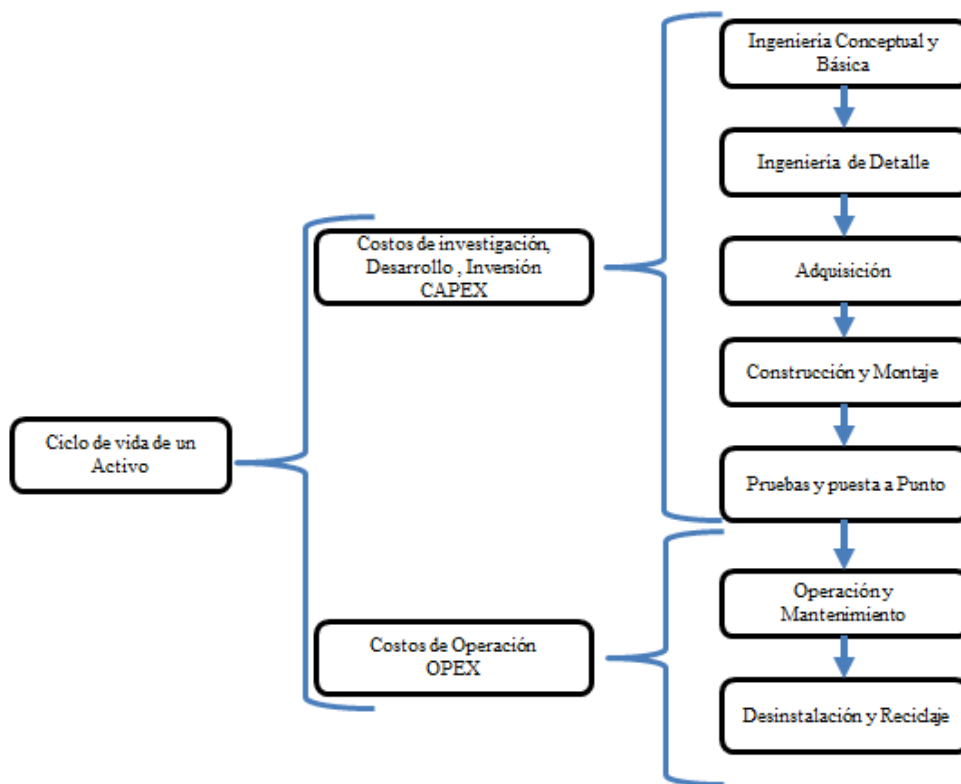 Ingeniería Conceptual y
Básica
Ingeniería de Detalle
Costos de investigación,
Desarrollo , Inversión
CAPEX
Adquisición
Construcción y Montaje
Ciclo de vida de un
Activo
Pruebas y puesta a Punto
Operación y
Mantenimiento
Costos de Operación
OPEX
Desinstalación y Reciclaje